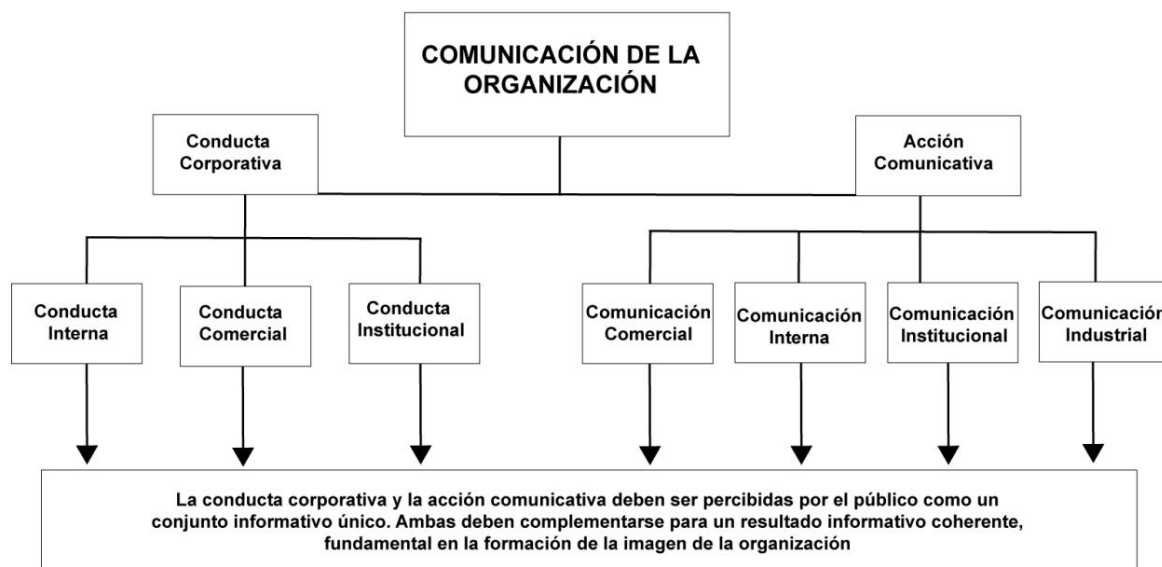 COMUNICACIÓN DE LA
ORGANIZACIÓN
Conducta
Corporativa
Acción
Comunicativa
Conducta
Interna
Conducta
Comercial
Conducta
Institucional
Comunicación
Comercial
Comunicación
Interna
Comunicación
Institucional
Comunicación
Industrial
La conducta corporativa y la acción comunicativa deben ser percibidas por el público como un
conjunto informativo único. Ambas deben complementarse para un resultado informativo coherente,
fundamental en la formación de la imagen de la organización